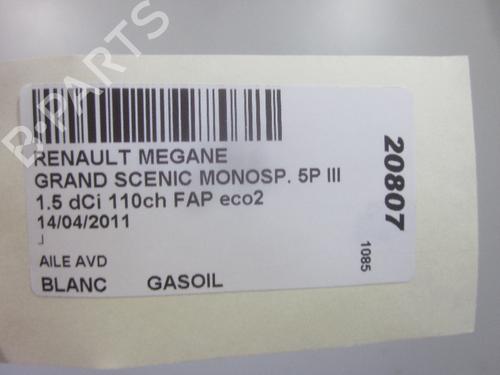 RENAULT MEGANE
GRAND SCENIC MONOSP. 5P III
1.5 dCi 110ch FAP eco2
14/04/2011
J
AILE AVD
BLANC GASOIL
20807
1085
B-PARTS